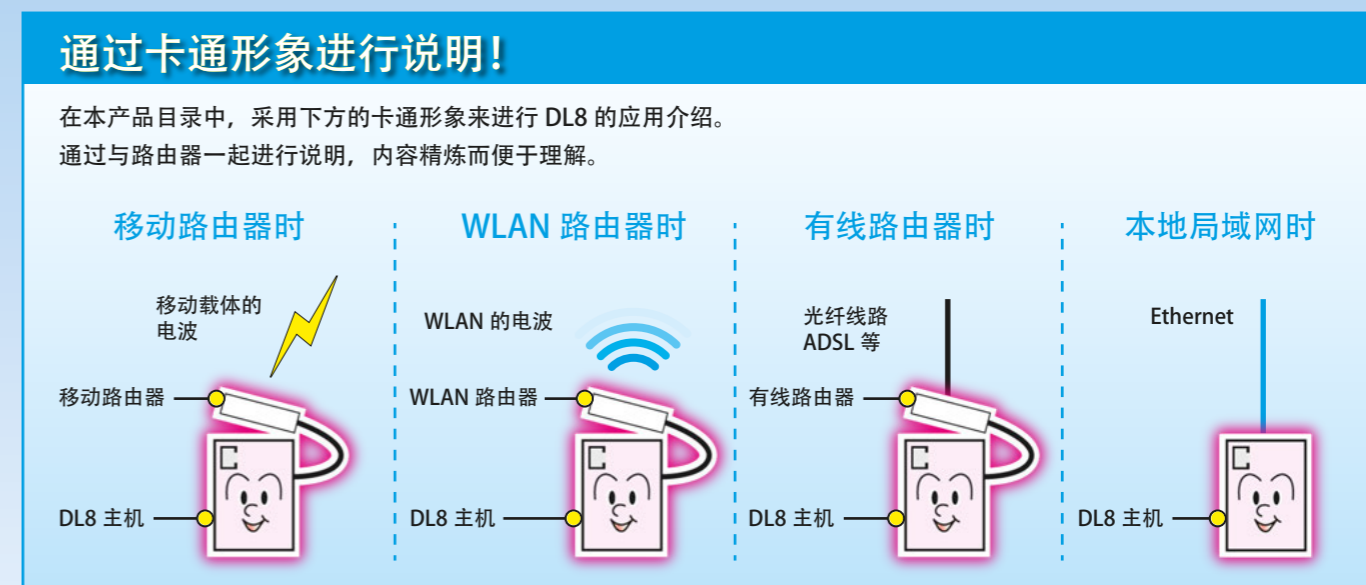 通过卡通形象进行说明！
在本产品目录中，采用下方的卡通形象来进行 DL8 的应用介绍。
通过与路由器一起进行说明，内容精炼而便于理解。
移动路由器时
移动载体的
电波
移动路由器
DL8 主机
WLAN 路由器时
WLAN 的电波
WLAN 路由器
DL8 主机
有线路由器时
光纤线路
ADSL 等
有线路由器
DL8 主机
本地局域网时
Ethernet
DL8 主机